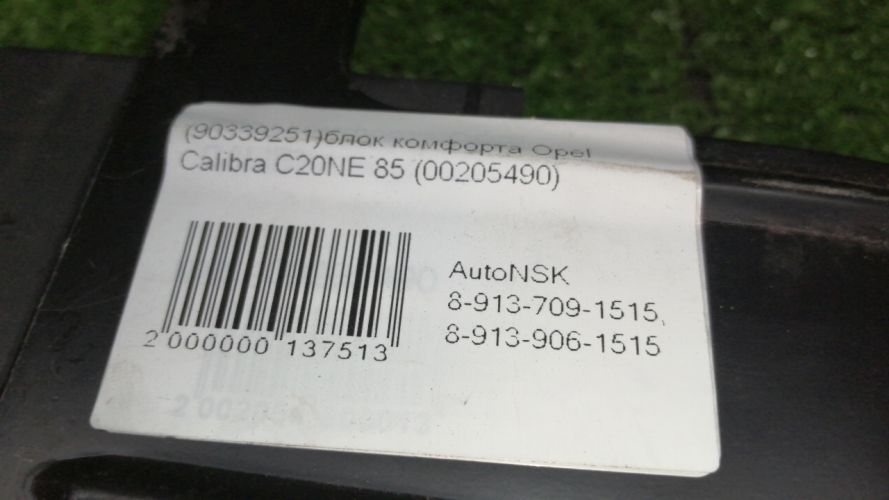 (90339251)блок комфорта Opel
Calibra C20NE 85 (00205490)
AutoNSK
8-913-709-1515,
8-913-906-1515
2 000000 137513